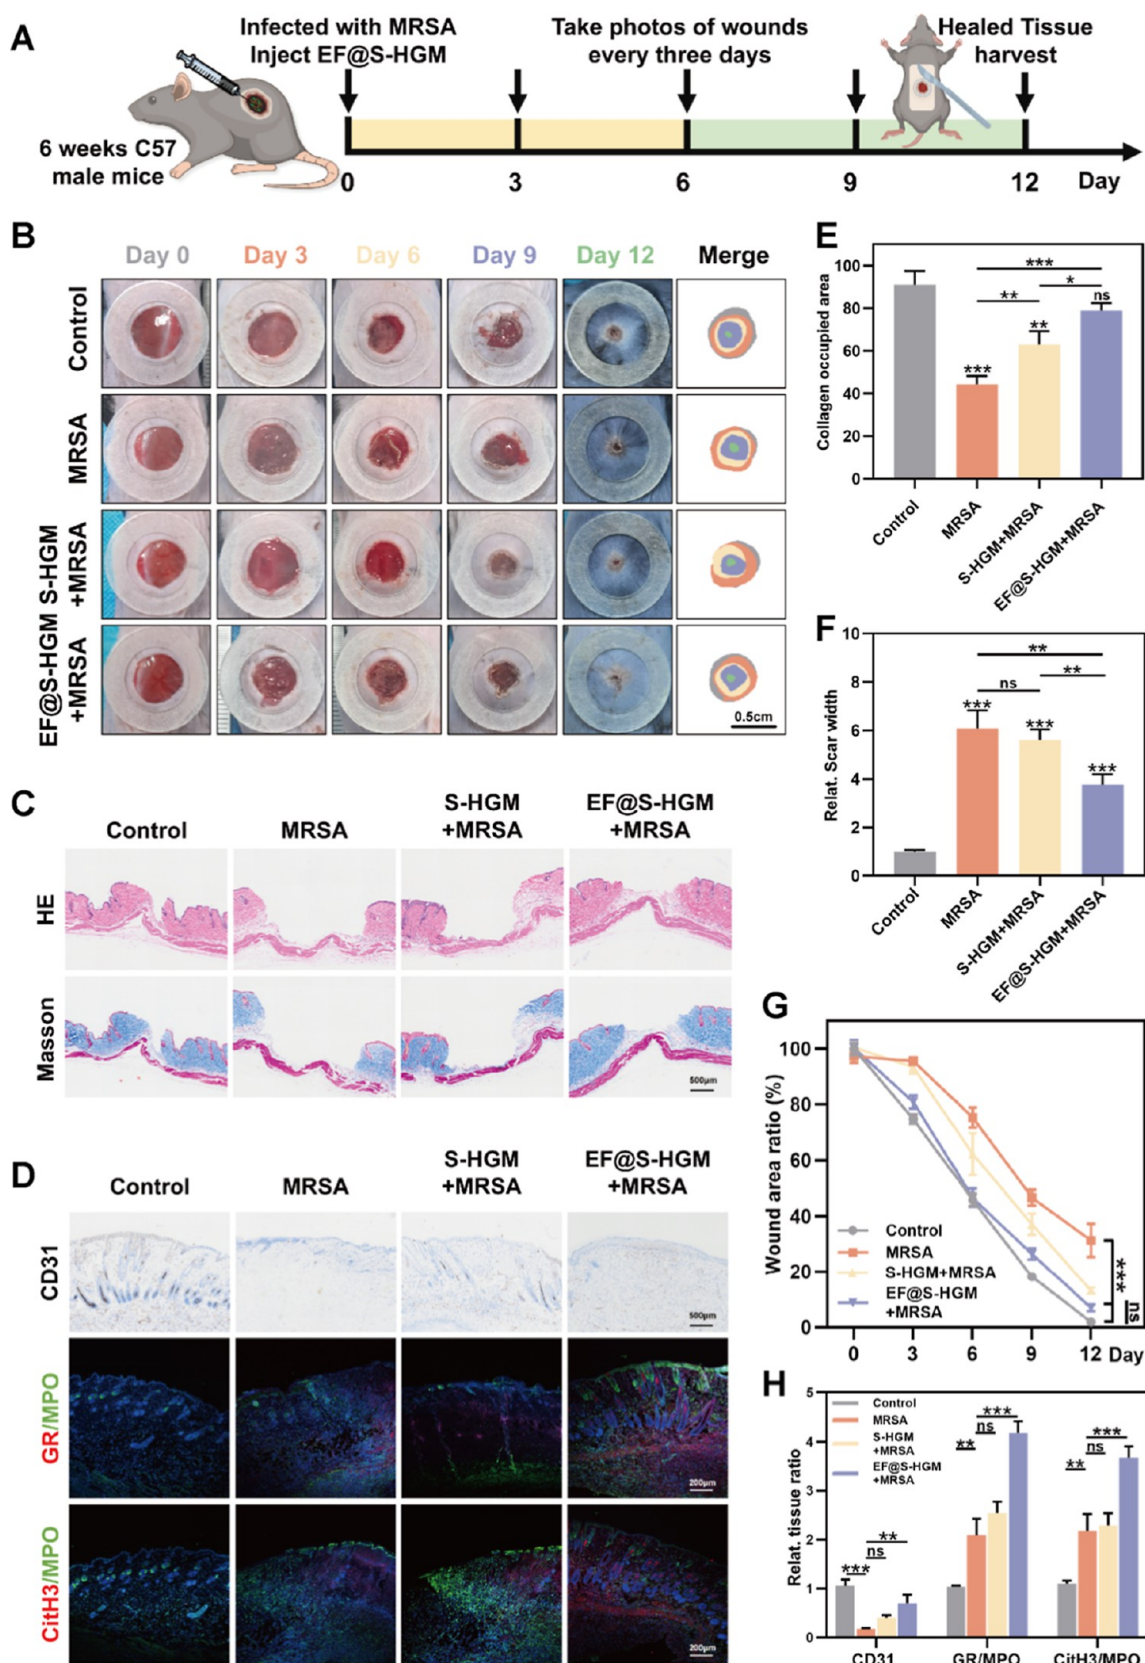 A
Infected with MRSA
Inject EF@S-HGM
Take photos of wounds
every three days
Healed Tissue
harvest
6 weeks C57
male mice
0
3
6
9
12
Day
B
Day 0
Day 3
Day 6
Day 9
Day 12
Merge
Control
MRSA
S-HGM
+MRSA
EF@S-HGM
+MRSA
0.5cm
C
Control
MRSA
S-HGM
+MRSA
EF@S-HGM
+MRSA
HE
Masson
500μm
D
Control
MRSA
S-HGM
+MRSA
EF@S-HGM
+MRSA
CD31
500μm
GR/MPO
200μm
CitH3/MPO
200μm
E
Collagen occupied area
100
80
60
40
20
0
***
**
*
***
**
ns
Control
MRSA
S-HGM+MRSA
EF@S-HGM+MRSA
F
Relat. Scar width
10
8
6
4
2
0
**
**
ns
***
***
***
Control
MRSA
S-HGM+MRSA
EF@S-HGM+MRSA
G
Wound area ratio (%)
100
80
60
40
20
0
Control
MRSA
S-HGM+MRSA
EF@S-HGM
+MRSA
***
ns
0
3
6
9
12
Day
H
Relat. tissue ratio
5
4
3
2
1
0
Control
MRSA
S-HGM
+MRSA
EF@S-HGM
+MRSA
***
ns
**
**
ns
***
**
ns
***
CD31
GR/MPO
CitH3/MPO